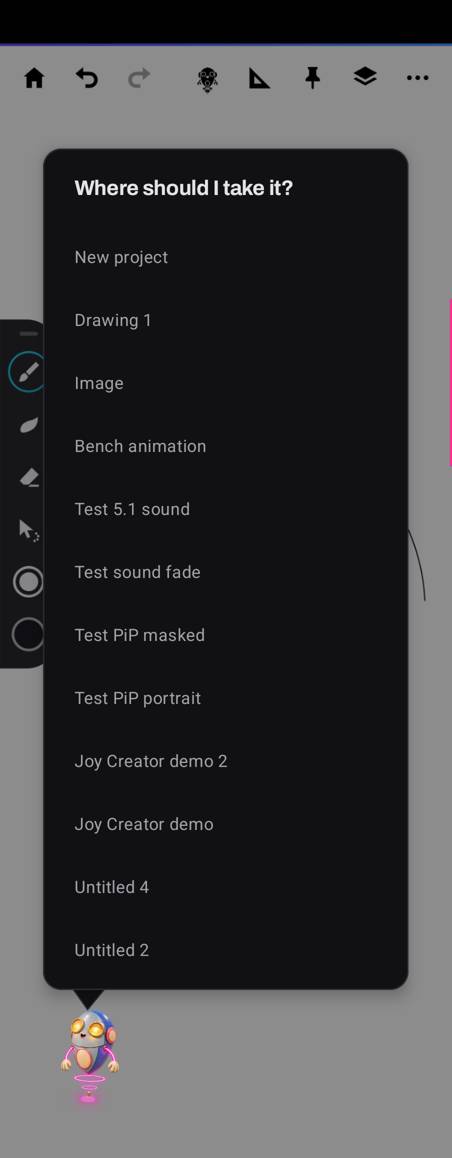 Where should I take it?
New project
Drawing 1
Image
Bench animation
Test 5.1 sound
Test sound fade
Test PiP masked
Test PiP portrait
Joy Creator demo 2
Joy Creator demo
Untitled 4
Untitled 2